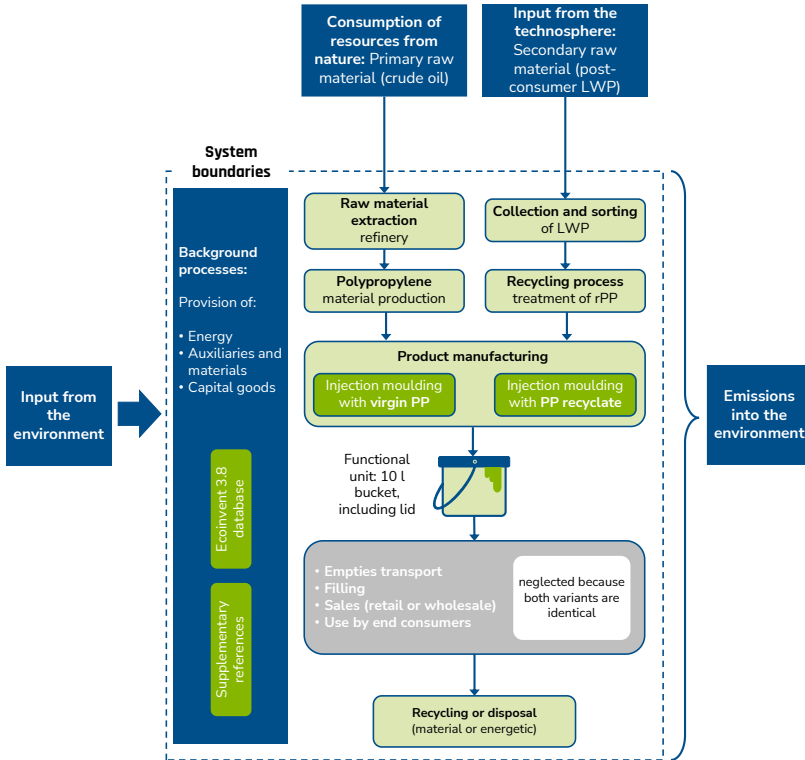 Consumption of
resources from
nature: Primary raw
material (crude oil)
Input from the
technosphere:
Secondary raw
material (post-
consumer LWP)
System
boundaries
Raw material
extraction
refinery
Collection and sorting
of LWP
Background
processes:
Provision of:
• Energy
• Auxiliaries and
materials
• Capital goods
Polypropylene
material production
Recycling process
treatment of rPP
Product manufacturing
Injection moulding
with virgin PP
Injection moulding
with PP recyclate
Input from
the
environment
Emissions
into the
environment
Functional
unit: 10 l
bucket,
including lid
Ecoinvent 3.8
database
Supplementary
references
• Empties transport
• Filling
• Sales (retail or wholesale)
• Use by end consumers
neglected because
both variants are
identical
Recycling or disposal
(material or energetic)